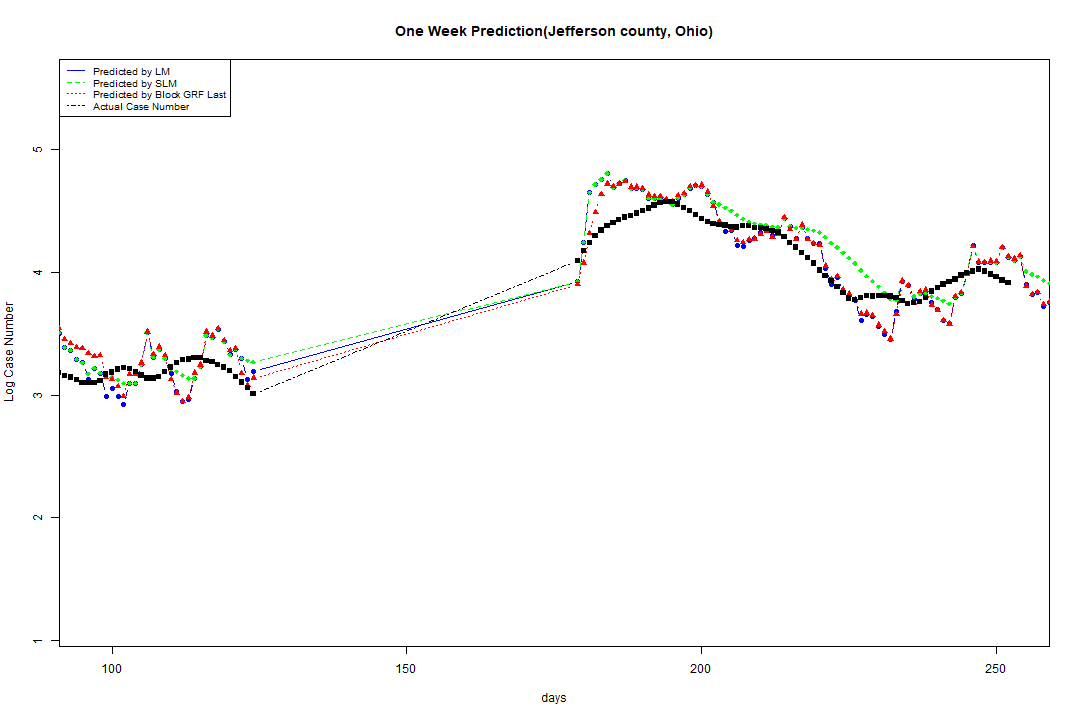 One Week Prediction(Jefferson county, Ohio)
Predicted by LM
Predicted by SLM
Predicted by Block GRF Last
Actual Case Number
5
4
3
2
1
Log Case Number
100 150 200 250
days